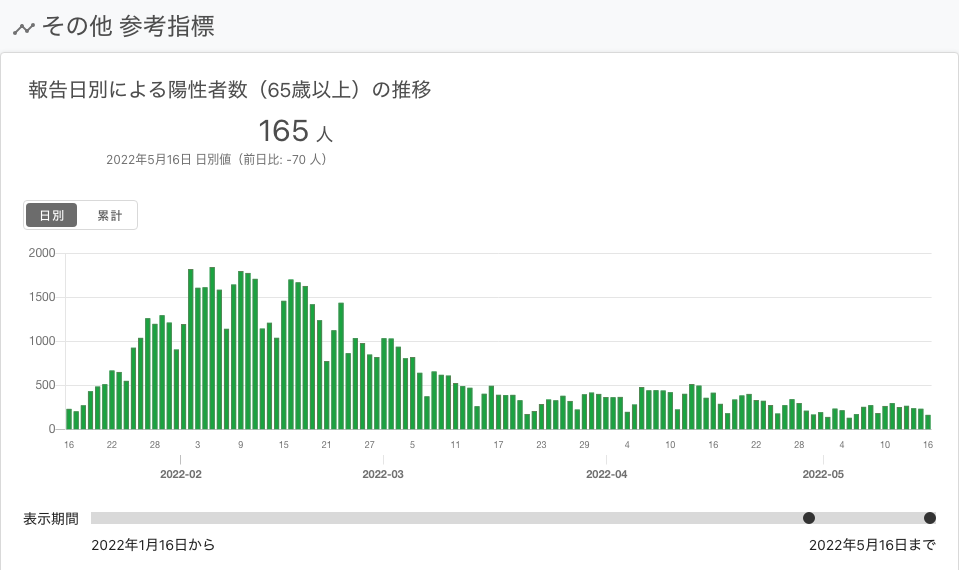 その他 参考指標
報告日別による陽性者数（65歳以上）の推移
165 人
2022年5月16日 日別値（前日比: -70 人）
日別 累計
2000
1500
1000
500
0
16 22 28 3 9 15 21 27 5 11 17 23 29 4 10 16 22 28 4 10 16
2022-02 2022-03 2022-04 2022-05
表示期間
2022年1月16日から 2022年5月16日まで